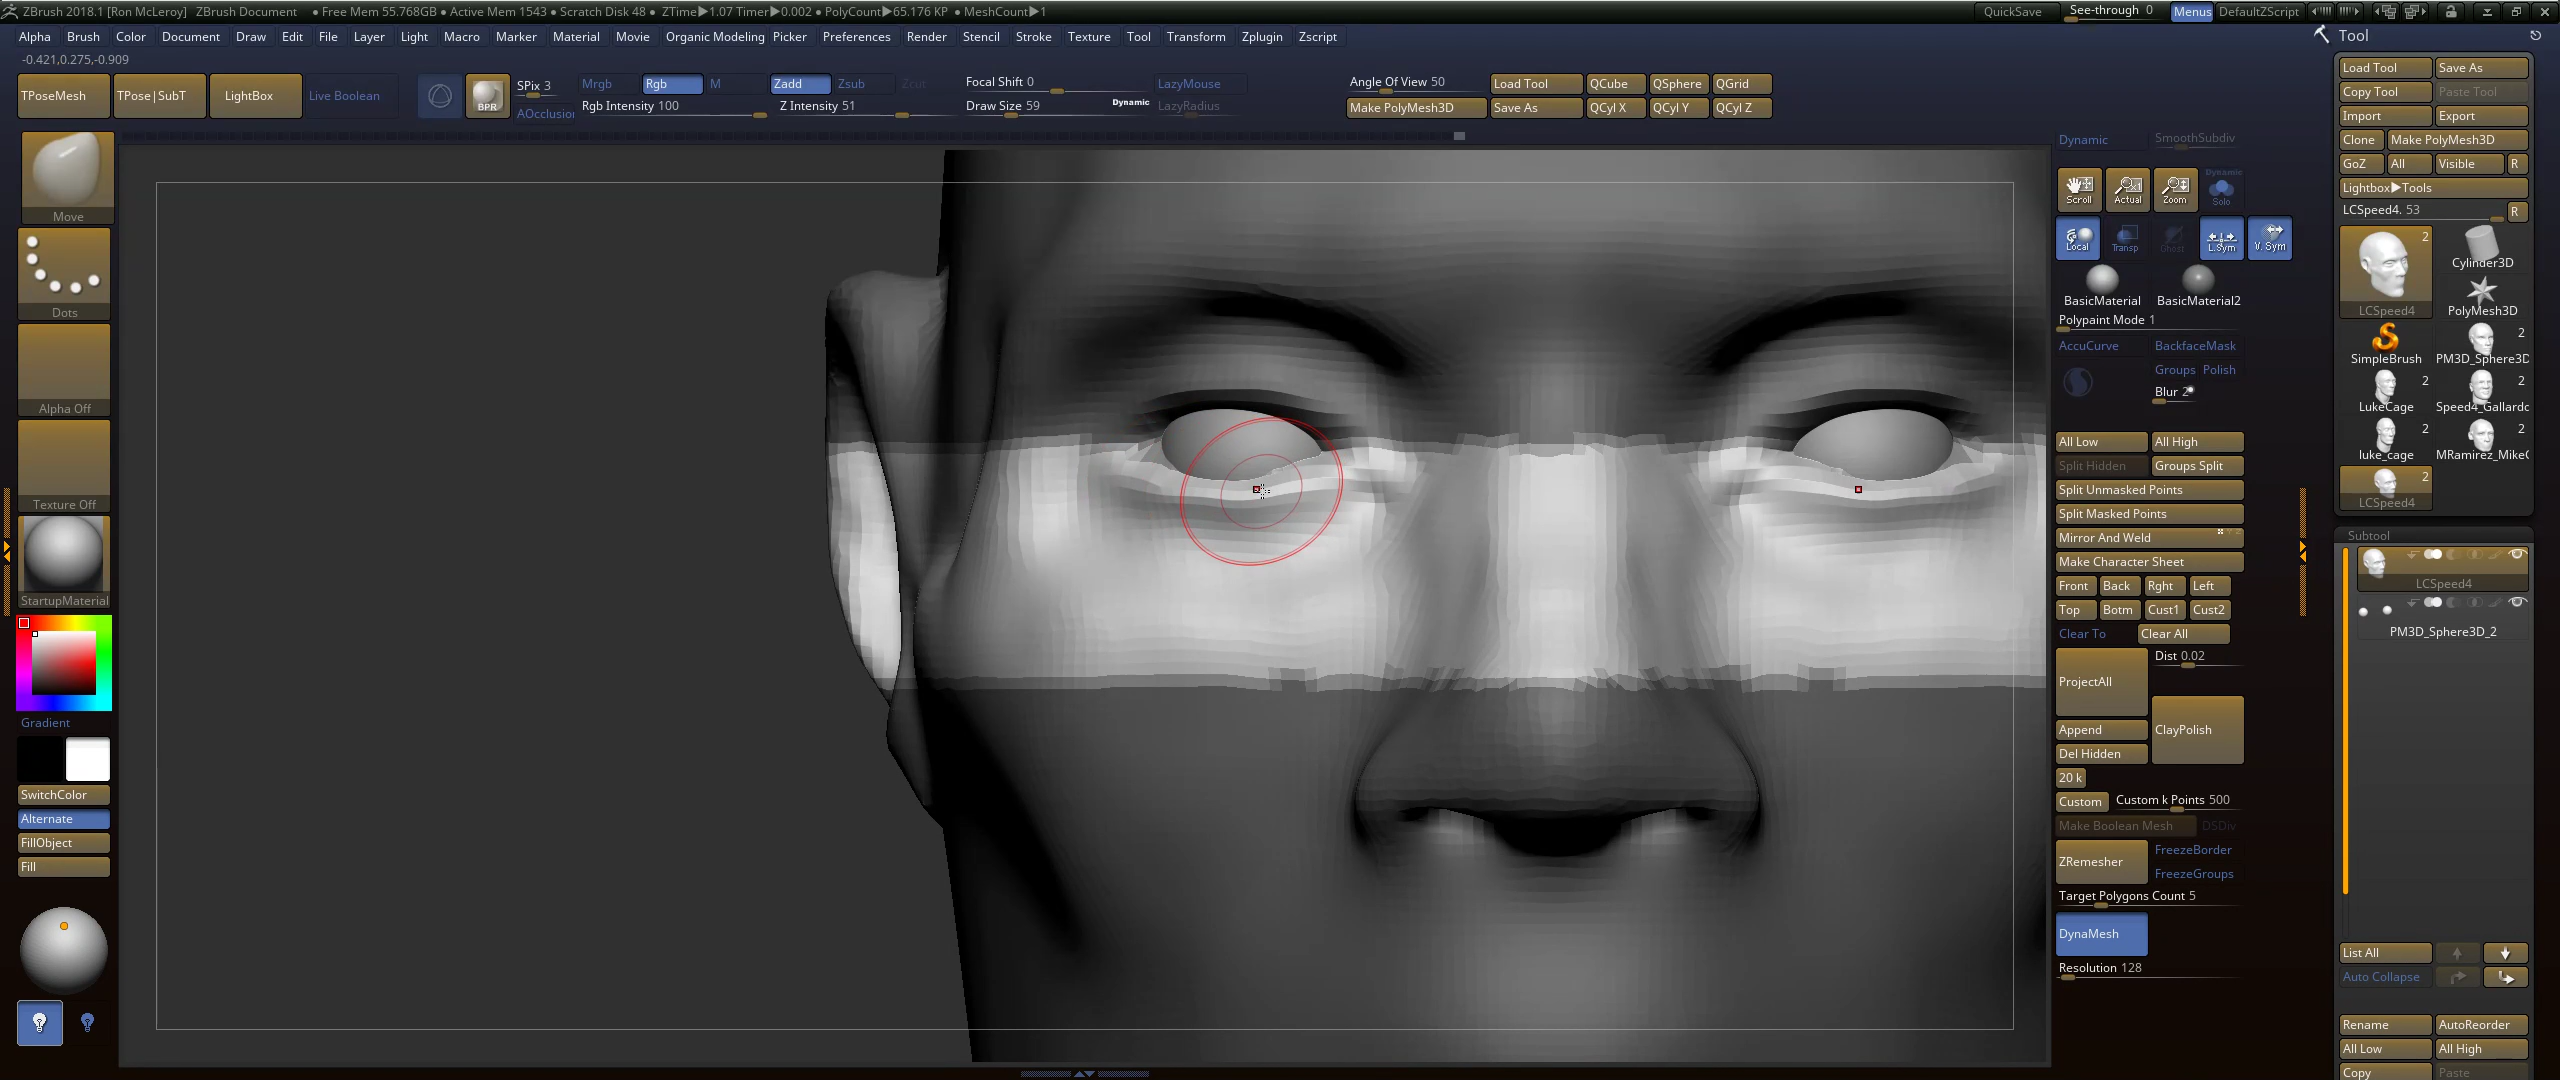 ZBrush 2018.1 [Ron McLeroy] ZBrush Document ● Free Mem 55.768GB ● Active Mem 1543 ● Scratch Disk 48 ● ZTime▶1.07 Timer▶0.002 ● PolyCount▶65.176 KP ● MeshCount▶1 QuickSave See-through 0 Menus DefaultZScript
Alpha Brush Color Document Draw Edit File Layer Light Macro Marker Material Movie Organic Modeling Picker Preferences Render Stencil Stroke Texture Tool Transform Zplugin Zscript
-0.421,0.275,-0.909
TPoseMesh TPose|SubT LightBox Live Boolean
BPR
SPix 3
AOcclusion
Mrgb Rgb M Zadd Zsub Zcut
Rgb Intensity 100 Z Intensity 51
Focal Shift 0 LazyMouse
Draw Size 59 Dynamic LazyRadius
Angle Of View 50 Load Tool QCube QSphere QGrid
Make PolyMesh3D Save As QCyl X QCyl Y QCyl Z
Move
Dots
Alpha Off
Texture Off
StartupMaterial
Gradient
SwitchColor
Alternate
FillObject
Fill
Dynamic SmoothSubdiv
Scroll Actual Zoom Dynamic Solo
Local Transp Ghost L.Sym V. Sym
BasicMaterial BasicMaterial2
Polypaint Mode 1
AccuCurve BackfaceMask
Groups Polish
Blur 2
All Low All High
Split Hidden Groups Split
Split Unmasked Points
Split Masked Points
Mirror And Weld
Make Character Sheet
Front Back Rght Left
Top Botm Cust1 Cust2
Clear To Clear All
ProjectAll Dist 0.02
Append ClayPolish
Del Hidden
20 k
Custom Custom k Points 500
Make Boolean Mesh DSDiv
ZRemesher FreezeBorder
FreezeGroups
Target Polygons Count 5
DynaMesh
Resolution 128
Tool
Load Tool Save As
Copy Tool Paste Tool
Import Export
Clone Make PolyMesh3D
GoZ All Visible R
Lightbox▶Tools
LCSpeed4. 53 R
2 Cylinder3D
LCSpeed4 PolyMesh3D
2
SimpleBrush PM3D_Sphere3D
2 2
LukeCage Speed4_Gallardo
2 2
luke_cage
2
LCSpeed4
Subtool
LCSpeed4
PM3D_Sphere3D_2
List All
Auto Collapse
Rename AutoReorder
All Low All High
Copy Paste